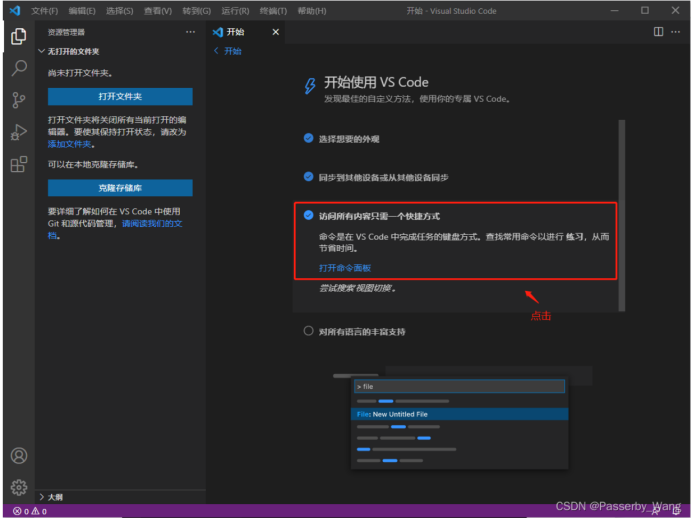 文件(F) 编辑(E) 选择(S) 查看(V) 转到(G) 运行(R) 终端(T) 帮助(H) 开始 - Visual Studio Code
资源管理器 ···
无打开的文件夹
尚未打开文件夹。
打开文件夹
打开文件夹将关闭所有当前打开的编
辑器。要使其保持打开状态，请改为
添加文件夹。
可以在本地克隆存储库。
克隆存储库
要详细了解如何在 VS Code 中使用
Git 和源代码管理，请阅读我们的文
档。
大纲
0 0
开始
开始
开始使用 VS Code
发现最佳的自定义方法，使用你的专属 VS Code。
选择想要的外观
同步到其他设备或从其他设备同步
访问所有内容只需一个快捷方式
命令是在 VS Code 中完成任务的键盘方式。查找常用命令以进行 练习，从而
节省时间。
打开命令面板
尝试搜索'视图切换'。
点击
对所有语言的丰富支持
> file
File: New Untitled File
CSDN @Passerby_Wang